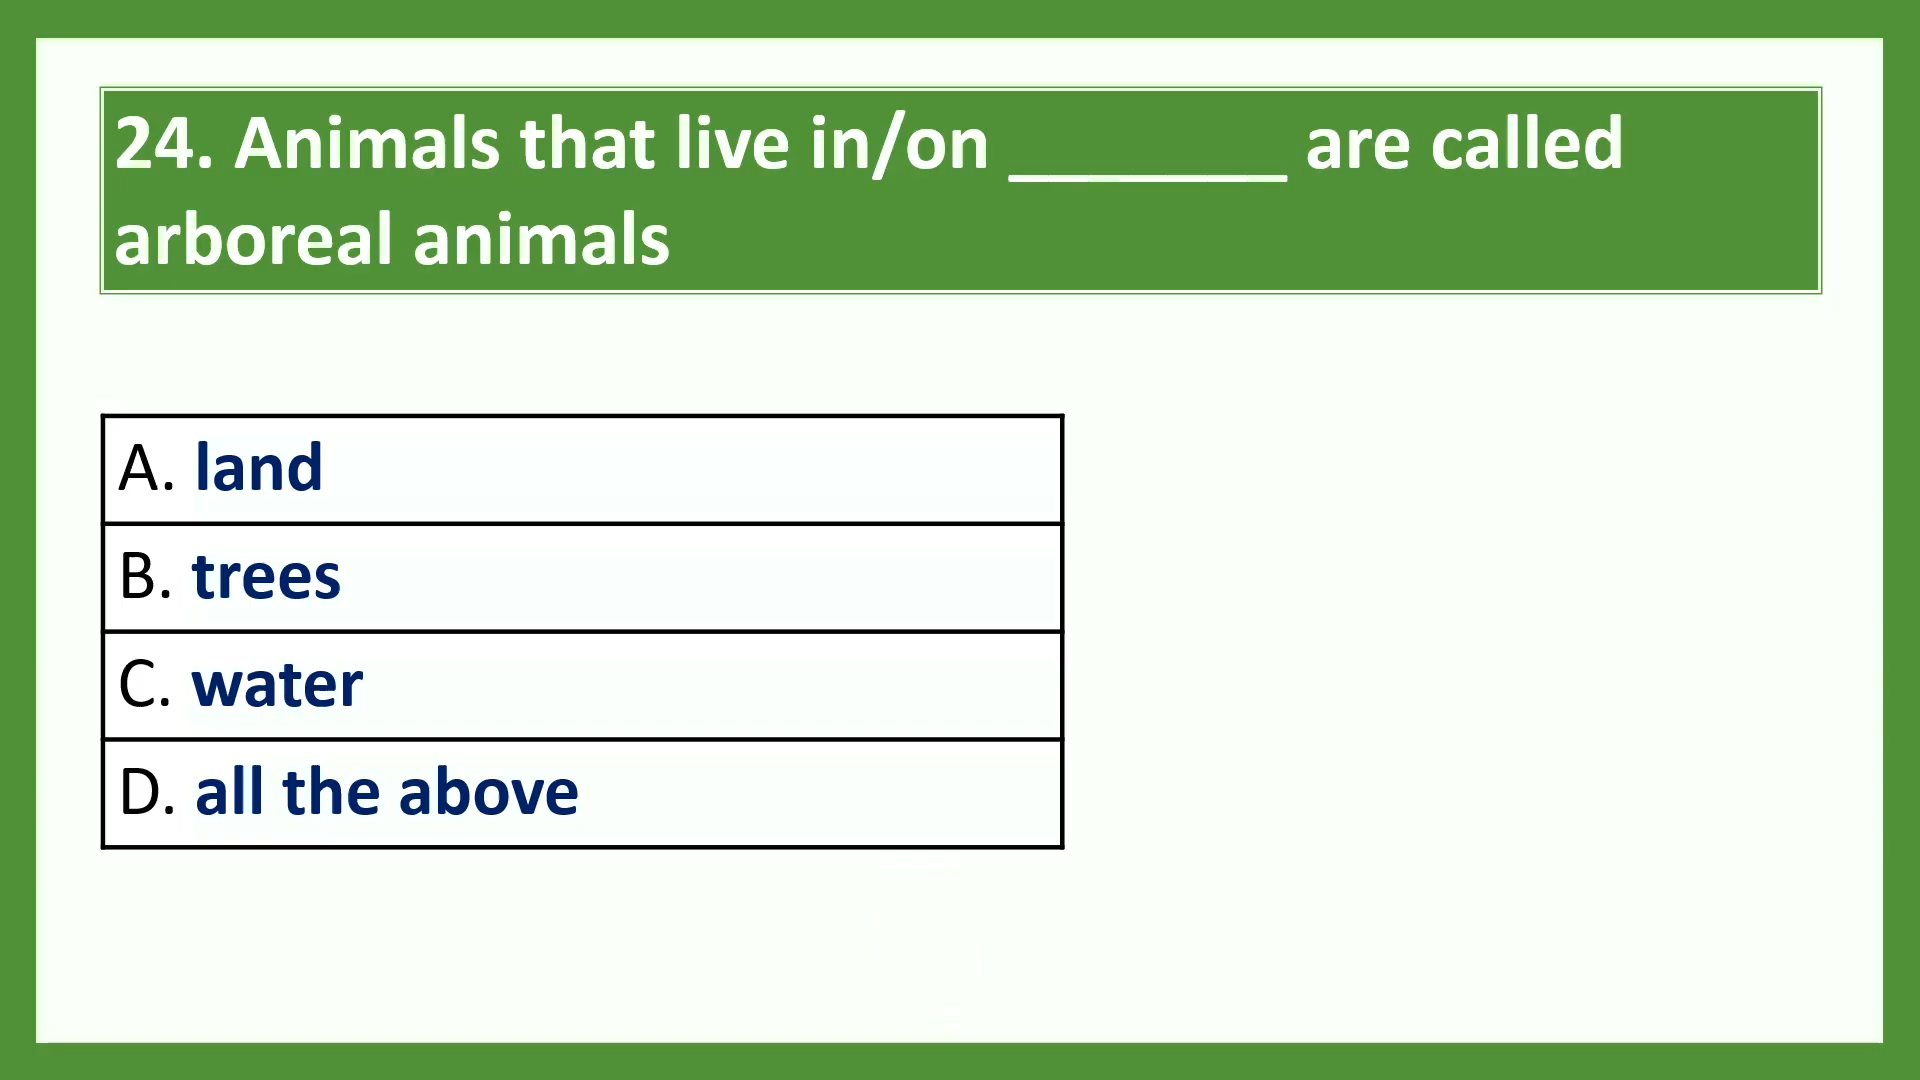 24. Animals that live in/on ________ are called
arboreal animals
A. land
B. trees
C. water
D. all the above